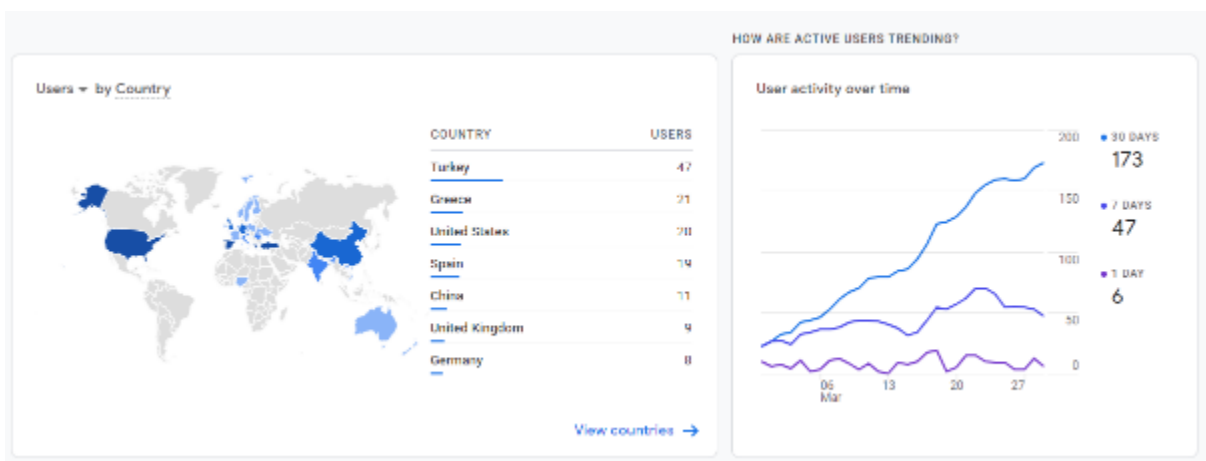 HOW ARE ACTIVE USERS TRENDING?
Users by Country
COUNTRY USERS
Turkey 47
Greece 21
United States 20
Spain 19
China 11
United Kingdom 9
Germany 8
View countries →
User activity over time
200
150
100
50
0
06 Mar
13
20
27
30 DAYS
173
7 DAYS
47
1 DAY
6